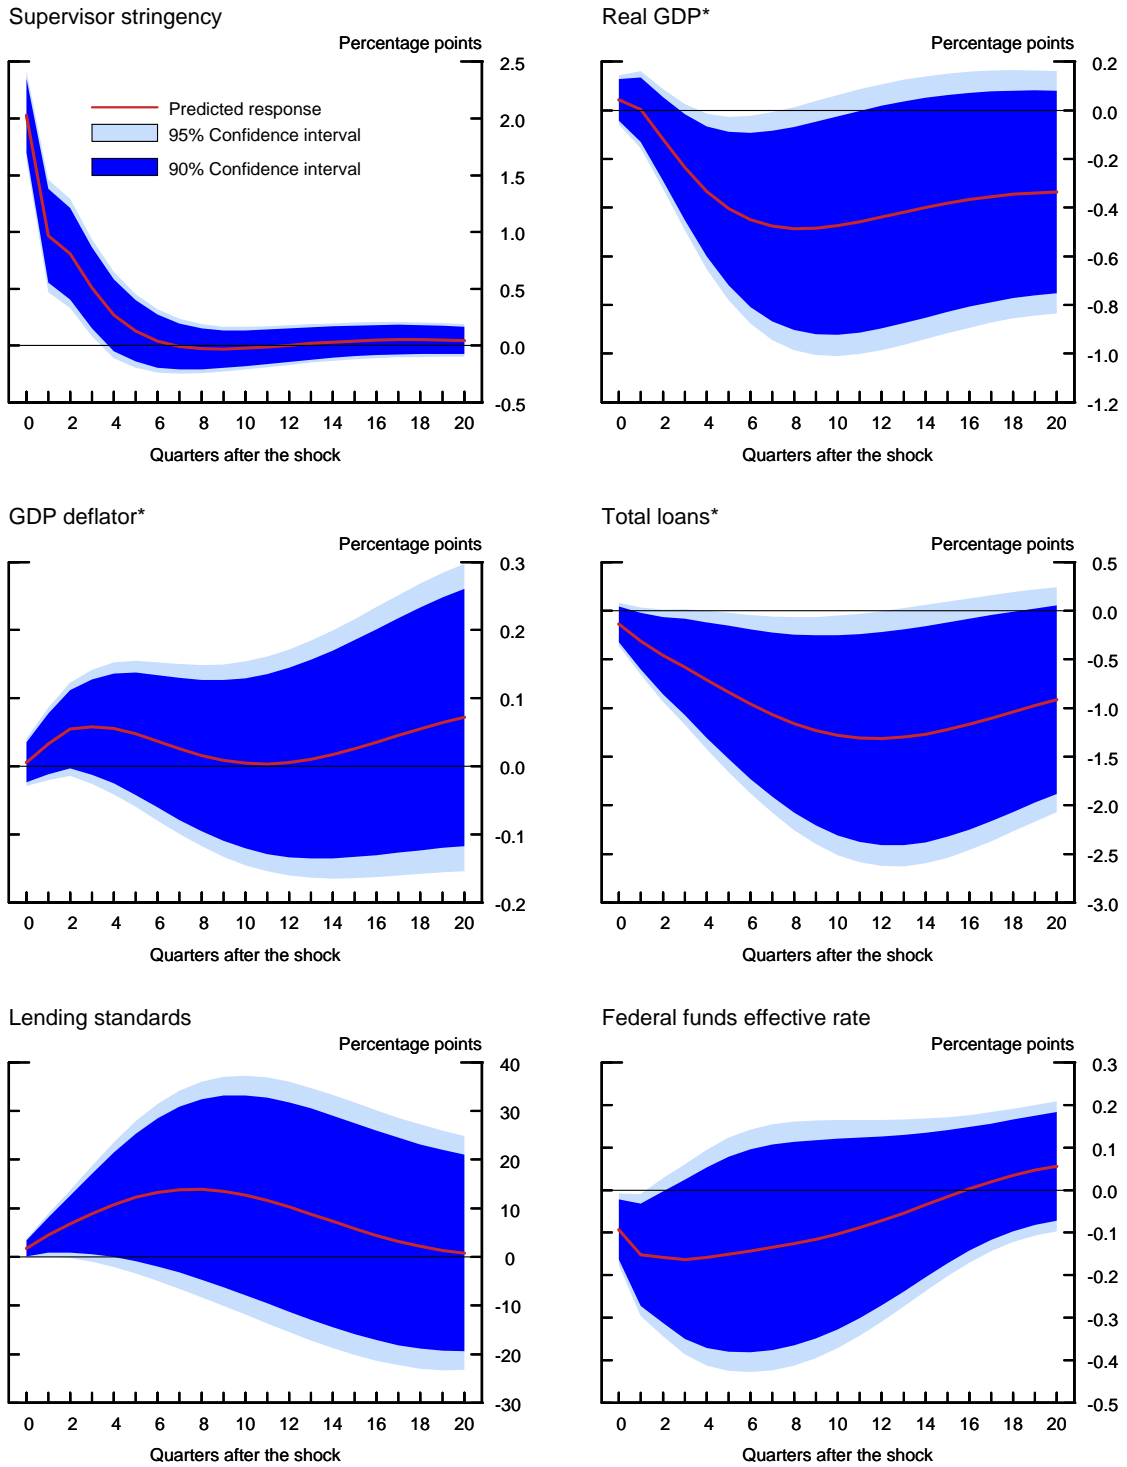 Supervisor stringency
Percentage points
2.5
2.0
1.5
1.0
0.5
0.0
-0.5
Predicted response
95% Confidence interval
90% Confidence interval
0 2 4 6 8 10 12 14 16 18 20
Quarters after the shock
Real GDP*
Percentage points
0.2
0.0
-0.2
-0.4
-0.6
-0.8
-1.0
-1.2
0 2 4 6 8 10 12 14 16 18 20
Quarters after the shock
GDP deflator*
Percentage points
0.3
0.2
0.1
0.0
-0.1
-0.2
0 2 4 6 8 10 12 14 16 18 20
Quarters after the shock
Total loans*
Percentage points
0.5
0.0
-0.5
-1.0
-1.5
-2.0
-2.5
-3.0
0 2 4 6 8 10 12 14 16 18 20
Quarters after the shock
Lending standards
Percentage points
40
30
20
10
0
-10
-20
-30
0 2 4 6 8 10 12 14 16 18 20
Quarters after the shock
Federal funds effective rate
Percentage points
0.3
0.2
0.1
0.0
-0.1
-0.2
-0.3
-0.4
-0.5
0 2 4 6 8 10 12 14 16 18 20
Quarters after the shock